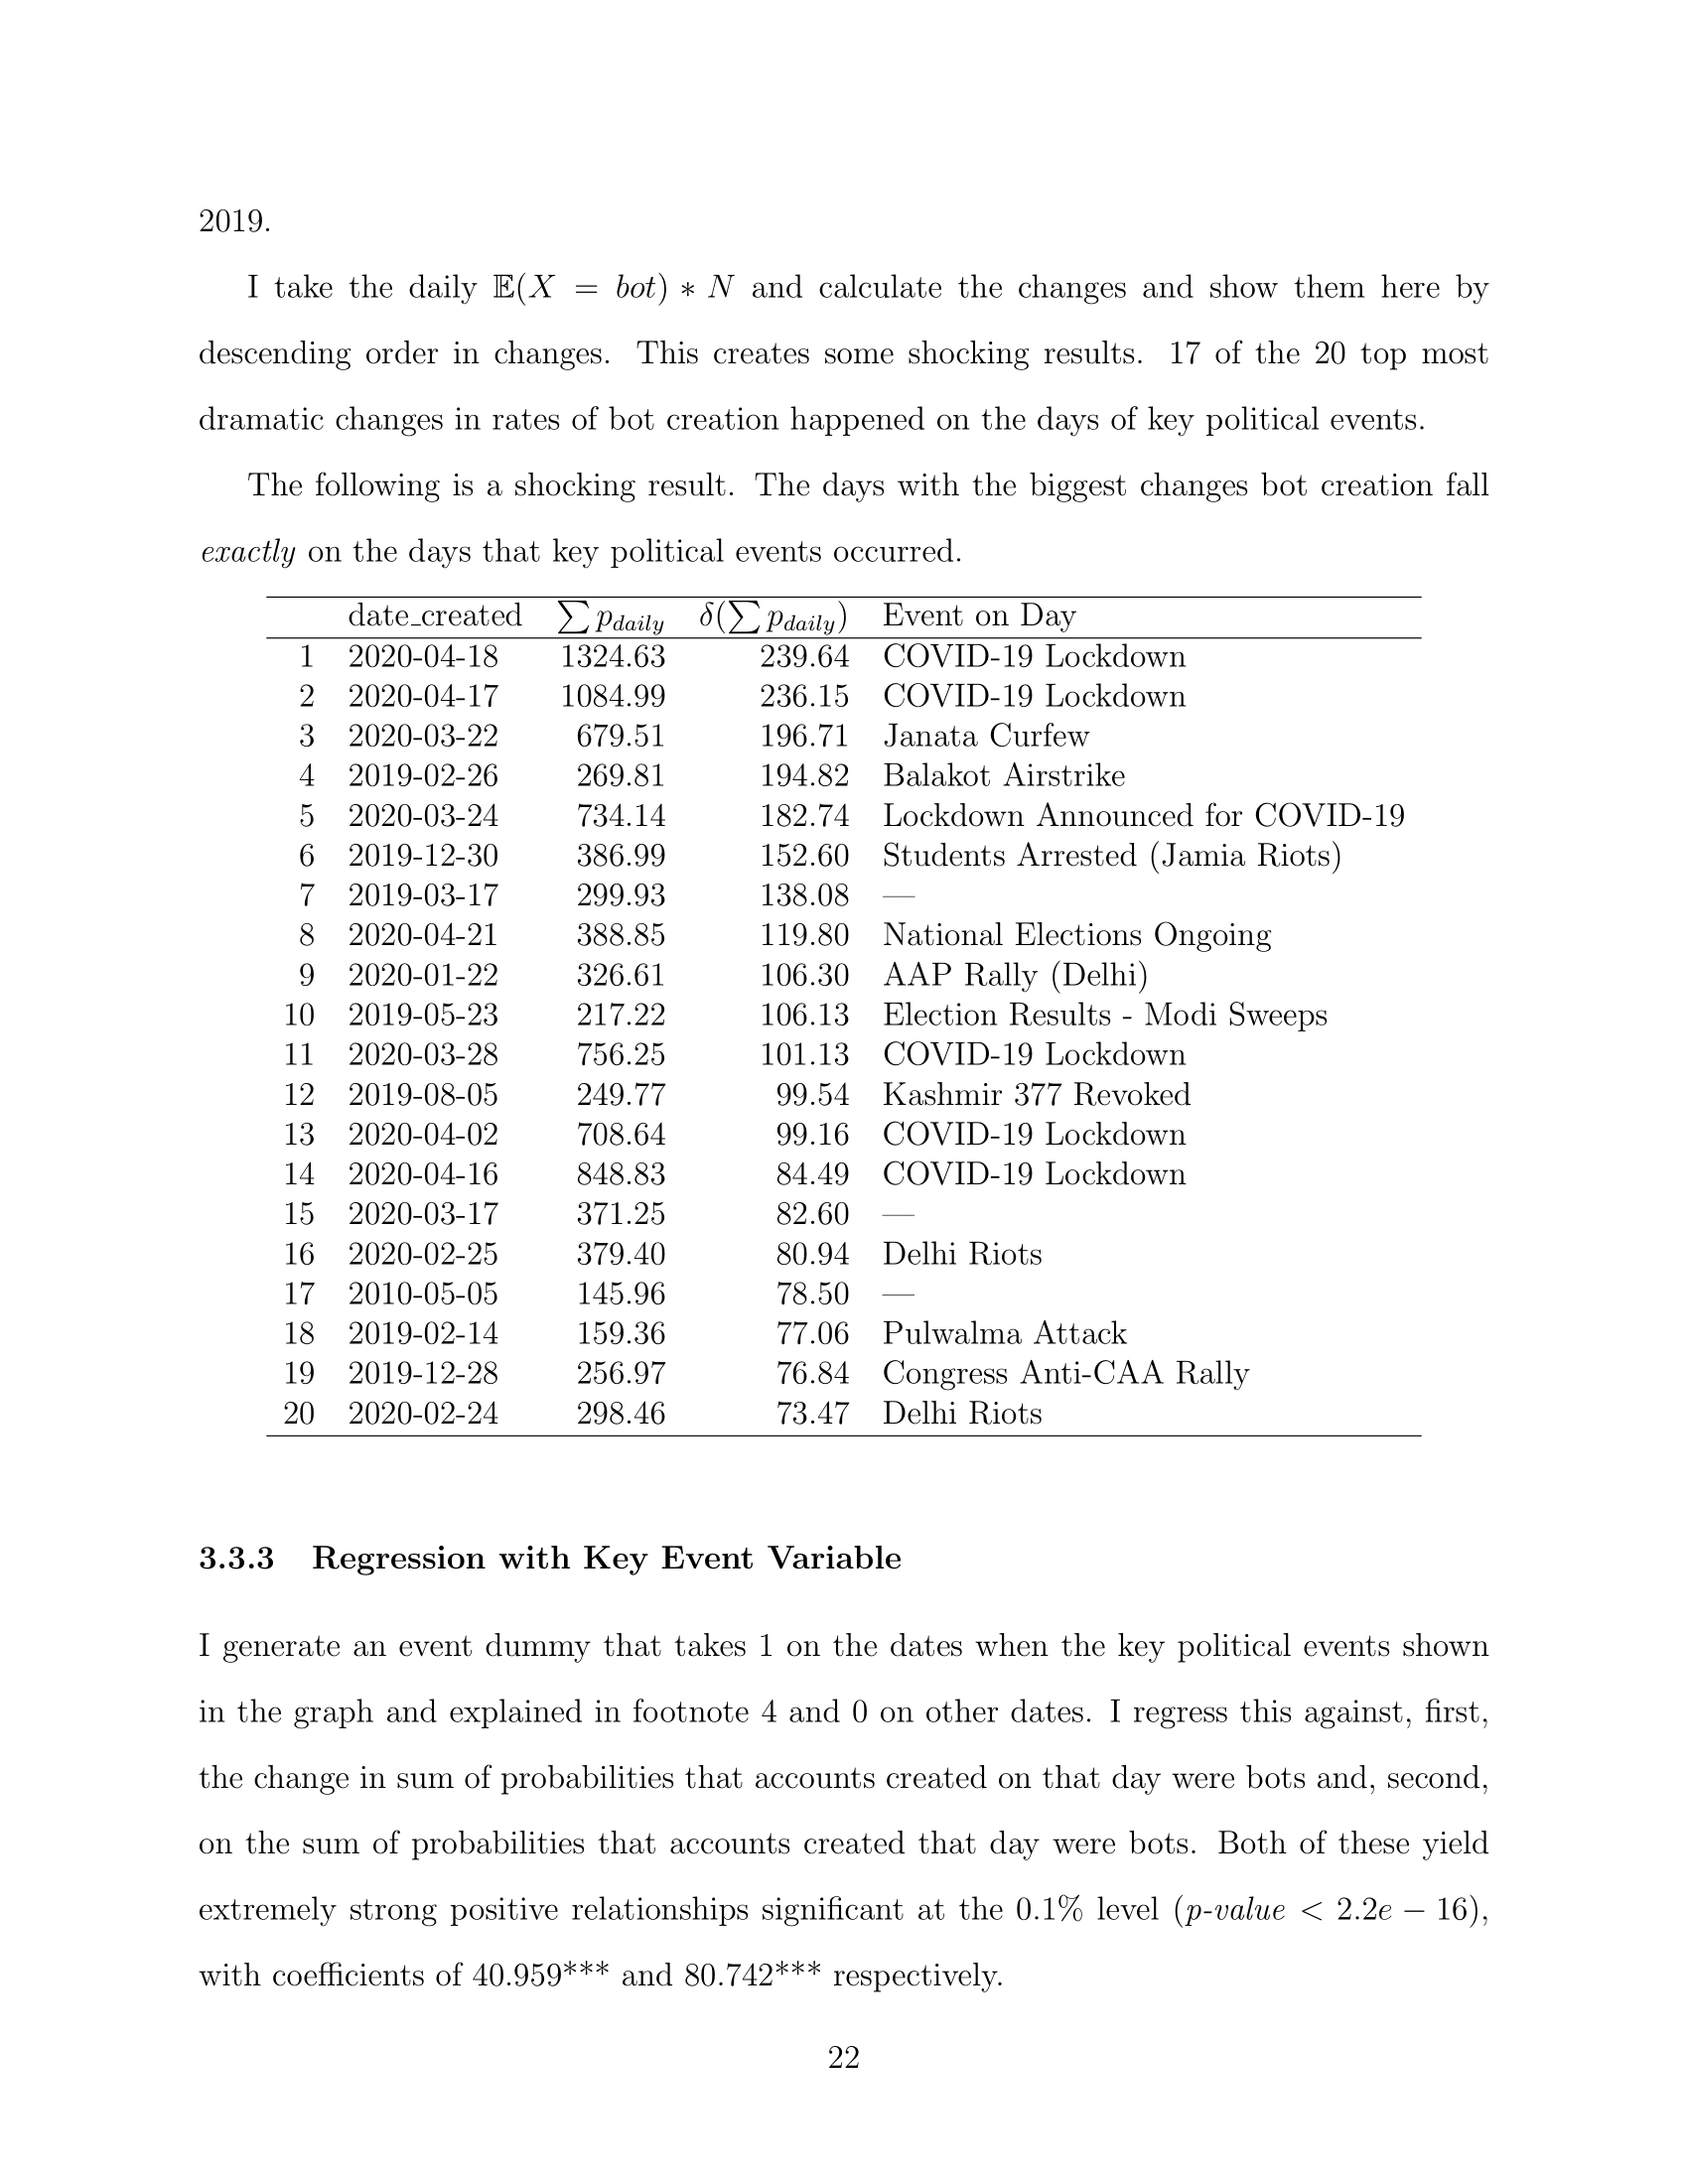 2019.
I take the daily 𝔼(X = bot) ∗ N and calculate the changes and show them here by
descending order in changes. This creates some shocking results. 17 of the 20 top most
dramatic changes in rates of bot creation happened on the days of key political events.
The following is a shocking result. The days with the biggest changes bot creation fall
exactly on the days that key political events occurred.
date_created ∑ p_daily δ(∑ p_daily) Event on Day
1 2020-04-18 1324.63 239.64 COVID-19 Lockdown
2 2020-04-17 1084.99 236.15 COVID-19 Lockdown
3 2020-03-22 679.51 196.71 Janata Curfew
4 2019-02-26 269.81 194.82 Balakot Airstrike
5 2020-03-24 734.14 182.74 Lockdown Announced for COVID-19
6 2019-12-30 386.99 152.60 Students Arrested (Jamia Riots)
7 2019-03-17 299.93 138.08 —
8 2020-04-21 388.85 119.80 National Elections Ongoing
9 2020-01-22 326.61 106.30 AAP Rally (Delhi)
10 2019-05-23 217.22 106.13 Election Results - Modi Sweeps
11 2020-03-28 756.25 101.13 COVID-19 Lockdown
12 2019-08-05 249.77 99.54 Kashmir 377 Revoked
13 2020-04-02 708.64 99.16 COVID-19 Lockdown
14 2020-04-16 848.83 84.49 COVID-19 Lockdown
15 2020-03-17 371.25 82.60 —
16 2020-02-25 379.40 80.94 Delhi Riots
17 2010-05-05 145.96 78.50 —
18 2019-02-14 159.36 77.06 Pulwalma Attack
19 2019-12-28 256.97 76.84 Congress Anti-CAA Rally
20 2020-02-24 298.46 73.47 Delhi Riots
3.3.3 Regression with Key Event Variable
I generate an event dummy that takes 1 on the dates when the key political events shown
in the graph and explained in footnote 4 and 0 on other dates. I regress this against, first,
the change in sum of probabilities that accounts created on that day were bots and, second,
on the sum of probabilities that accounts created that day were bots. Both of these yield
extremely strong positive relationships significant at the 0.1% level (p-value < 2.2e − 16),
with coefficients of 40.959*** and 80.742*** respectively.
22